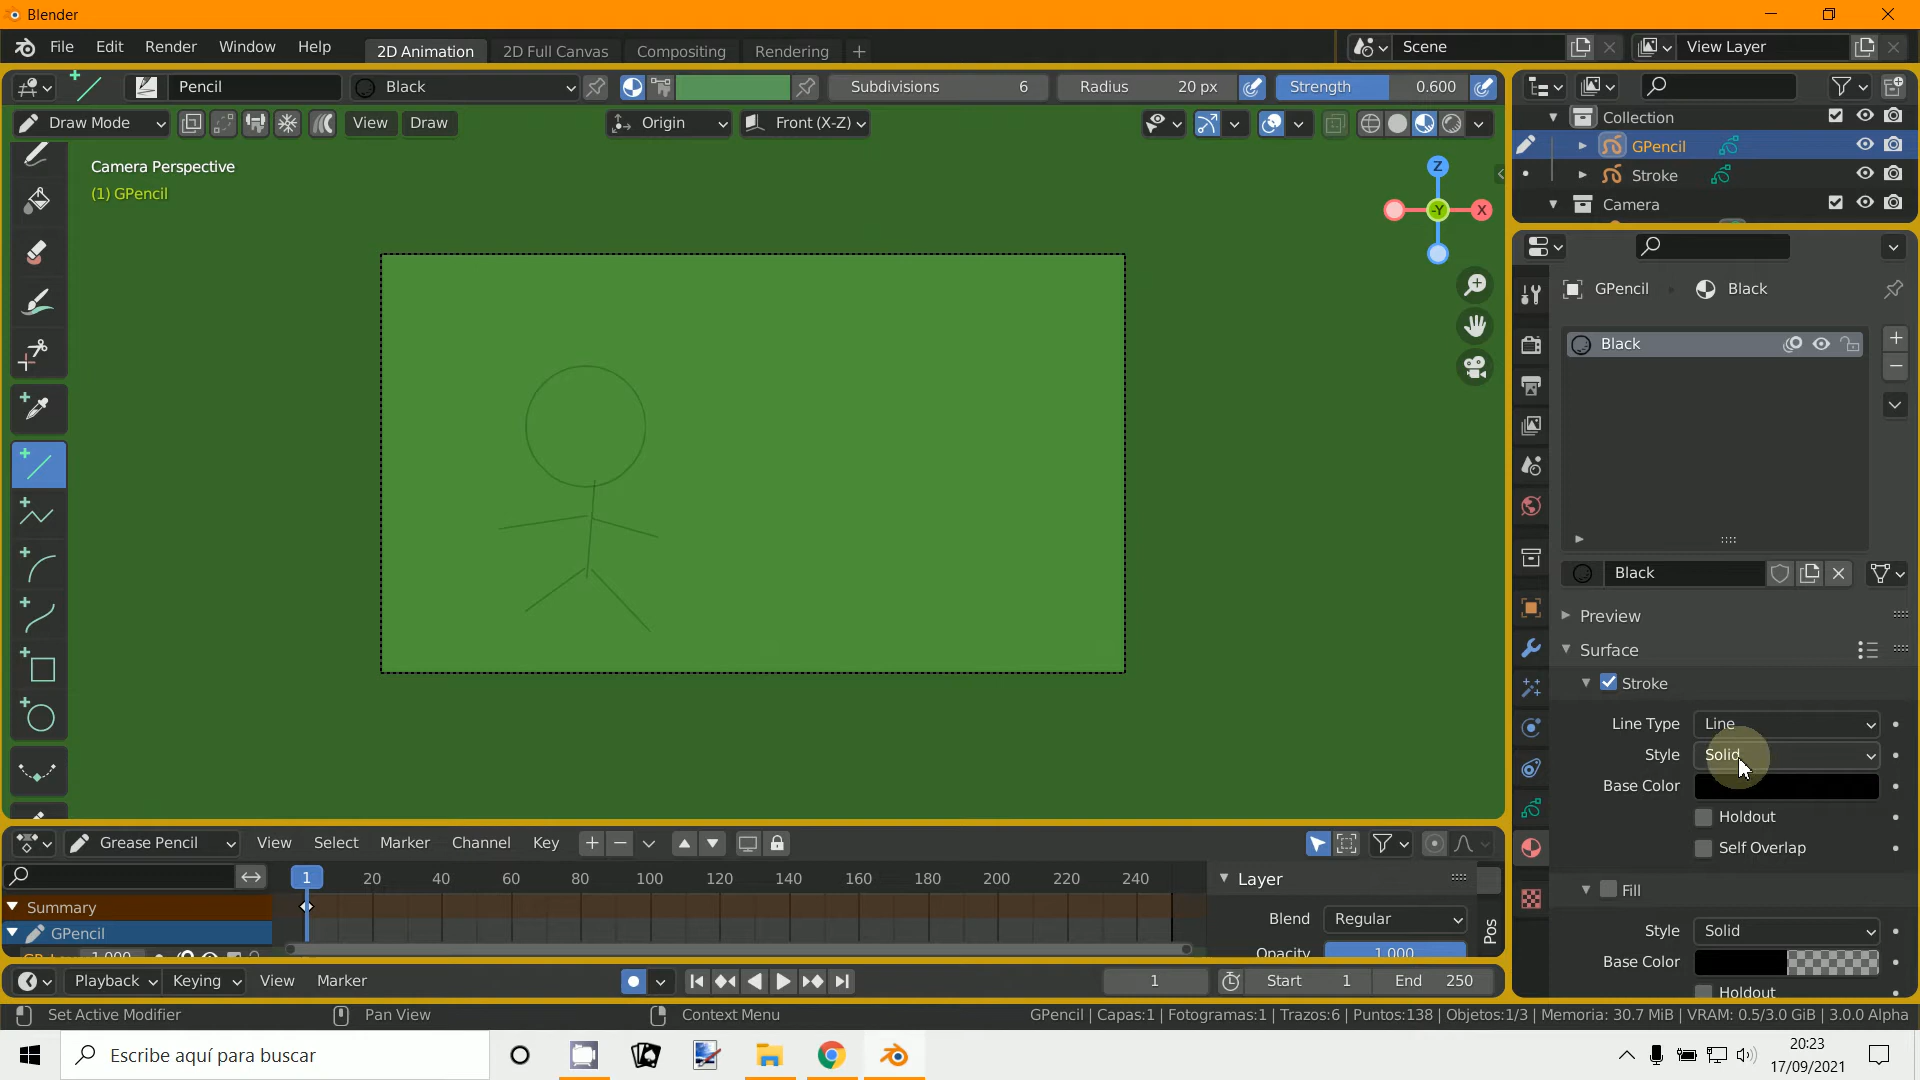 Blender
File Edit Render Window Help 2D Animation 2D Full Canvas Compositing Rendering + Scene View Layer
Pencil Black Subdivisions 6 Radius 20 px Strength 0.600
Draw Mode View Draw Origin Front (X-Z)
Camera Perspective
(1) GPencil
Z
-Y
X
Collection
GPencil
Stroke
Camera
GPencil Black
Black
Black
Preview
Surface
Stroke
Line Type Line
Style Solid
Base Color
Holdout
Self Overlap
Fill
Style Solid
Base Color
Holdout
Grease Pencil View Select Marker Channel Key
1 20 40 60 80 100 120 140 160 180 200 220 240
Summary
GPencil
Layer
Blend Regular
Opacity 1.000
Pos
Playback Keying View Marker 1 Start 1 End 250
Set Active Modifier Pan View Context Menu GPencil | Capas:1 | Fotogramas:1 | Trazos:6 | Puntos:138 | Objetos:1/3 | Memoria: 30.7 MiB | VRAM: 0.5/3.0 GiB | 3.0.0 Alpha
Escribe aquí para buscar
20:23
17/09/2021